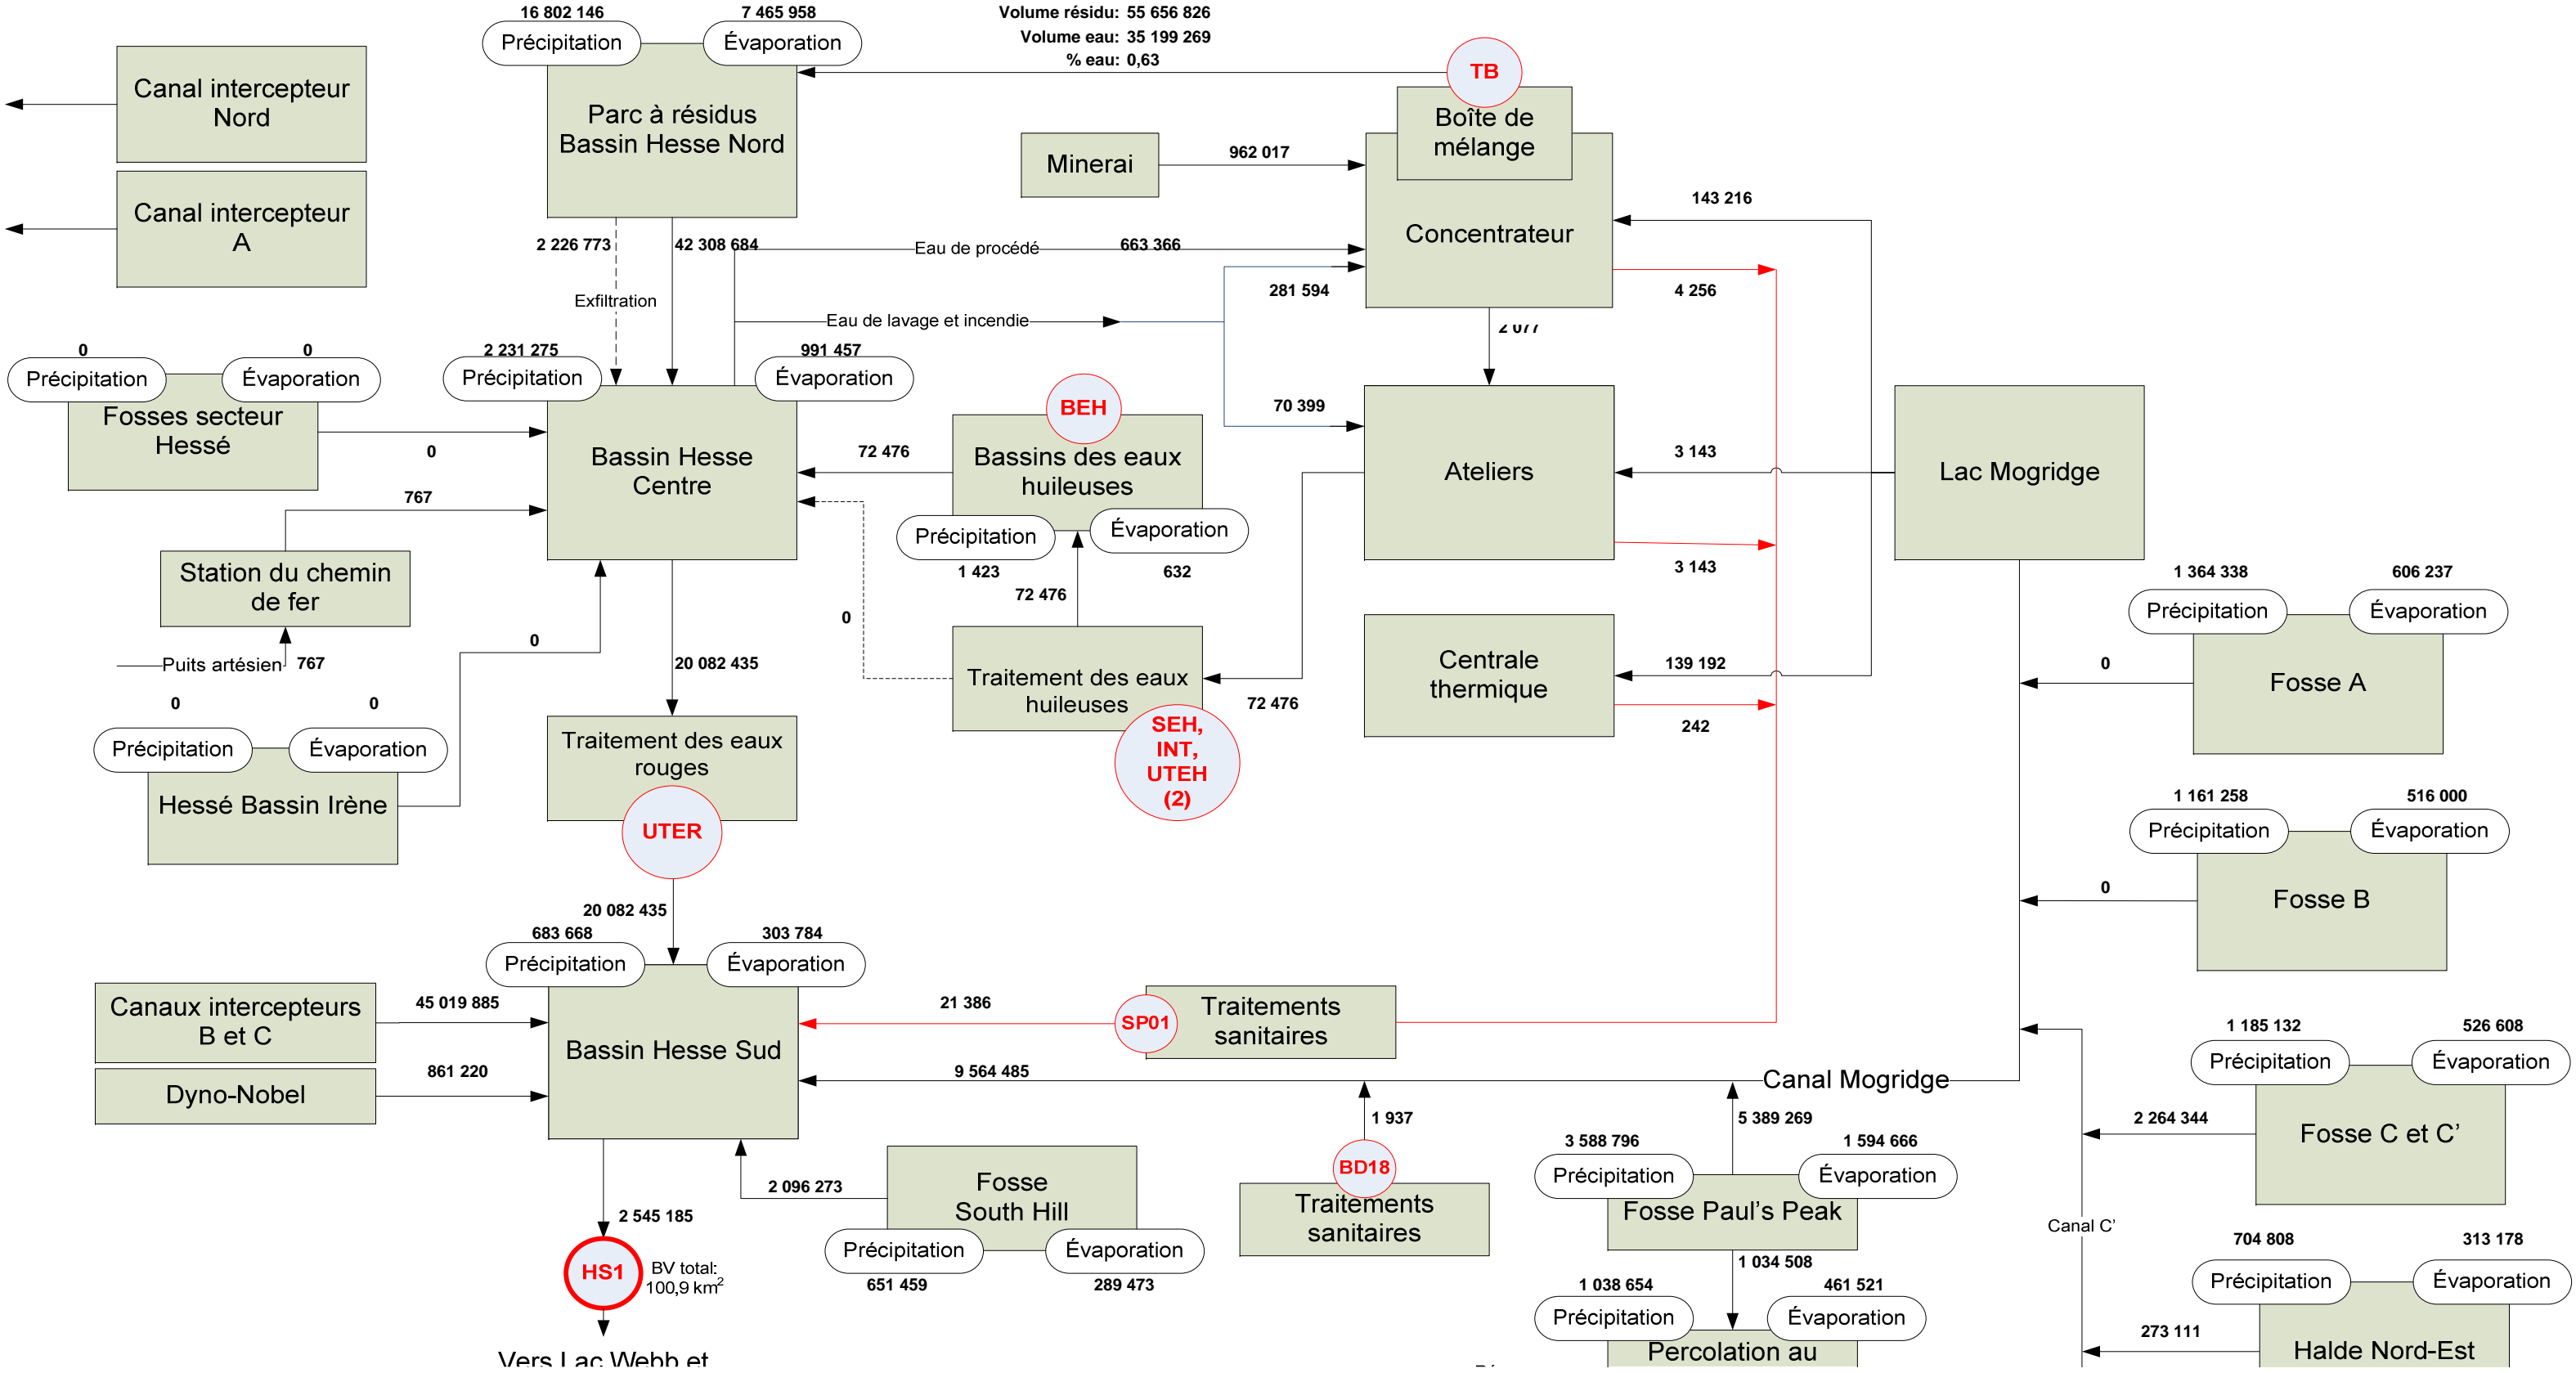 16 802 146
7 465 958
Précipitation
Évaporation
Volume résidu: 55 656 826
Volume eau: 35 199 269
% eau: 0,63
TB
Canal intercepteur
Nord
Canal intercepteur
A
Parc à résidus
Bassin Hesse Nord
Minerai
962 017
Boîte de
mélange
Concentrateur
143 216
2 226 773
42 308 684
Eau de procédé
663 366
Exfiltration
281 594
4 256
Eau de lavage et incendie
2 077
0
0
Précipitation
Évaporation
Fosses secteur
Hessé
0
2 231 275
991 457
Précipitation
Évaporation
Bassin Hesse
Centre
72 476
BEH
Bassins des eaux
huileuses
Précipitation
Évaporation
1 423
632
70 399
Ateliers
3 143
3 143
Lac Mogridge
767
Station du chemin
de fer
Puits artésien
767
0
72 476
0
Traitement des eaux
huileuses
72 476
SEH,
INT,
UTEH
(2)
Centrale
thermique
139 192
242
1 364 338
606 237
Précipitation
Évaporation
Fosse A
0
0
0
Précipitation
Évaporation
Hessé Bassin Irène
20 082 435
Traitement des eaux
rouges
UTER
20 082 435
1 161 258
516 000
Précipitation
Évaporation
Fosse B
0
683 668
303 784
Précipitation
Évaporation
Bassin Hesse Sud
Canaux intercepteurs
B et C
45 019 885
Dyno-Nobel
861 220
21 386
SP01
Traitements
sanitaires
9 564 485
Canal Mogridge
1 185 132
526 608
Précipitation
Évaporation
Fosse C et C’
2 264 344
1 937
BD18
Traitements
sanitaires
5 389 269
3 588 796
1 594 666
Précipitation
Évaporation
Fosse Paul’s Peak
1 034 508
2 096 273
Fosse
South Hill
Précipitation
Évaporation
651 459
289 473
2 545 185
HS1
BV total:
100,9 km²
Vers Lac Webb et
1 038 654
461 521
Précipitation
Évaporation
Percolation au
Canal C’
704 808
313 178
Précipitation
Évaporation
Halde Nord-Est
273 111